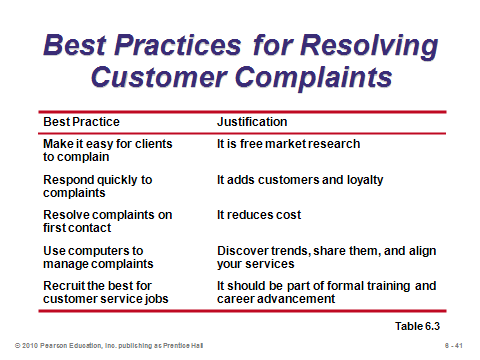 Best Practices for Resolving
Customer Complaints
Best Practice Justification
Make it easy for clients It is free market research
to complain
Respond quickly to It adds customers and loyalty
complaints
Resolve complaints on It reduces cost
first contact
Use computers to Discover trends, share them, and align
manage complaints your services
Recruit the best for It should be part of formal training and
customer service jobs career advancement
Table 6.3
© 2010 Pearson Education, Inc. publishing as Prentice Hall 6 - 41